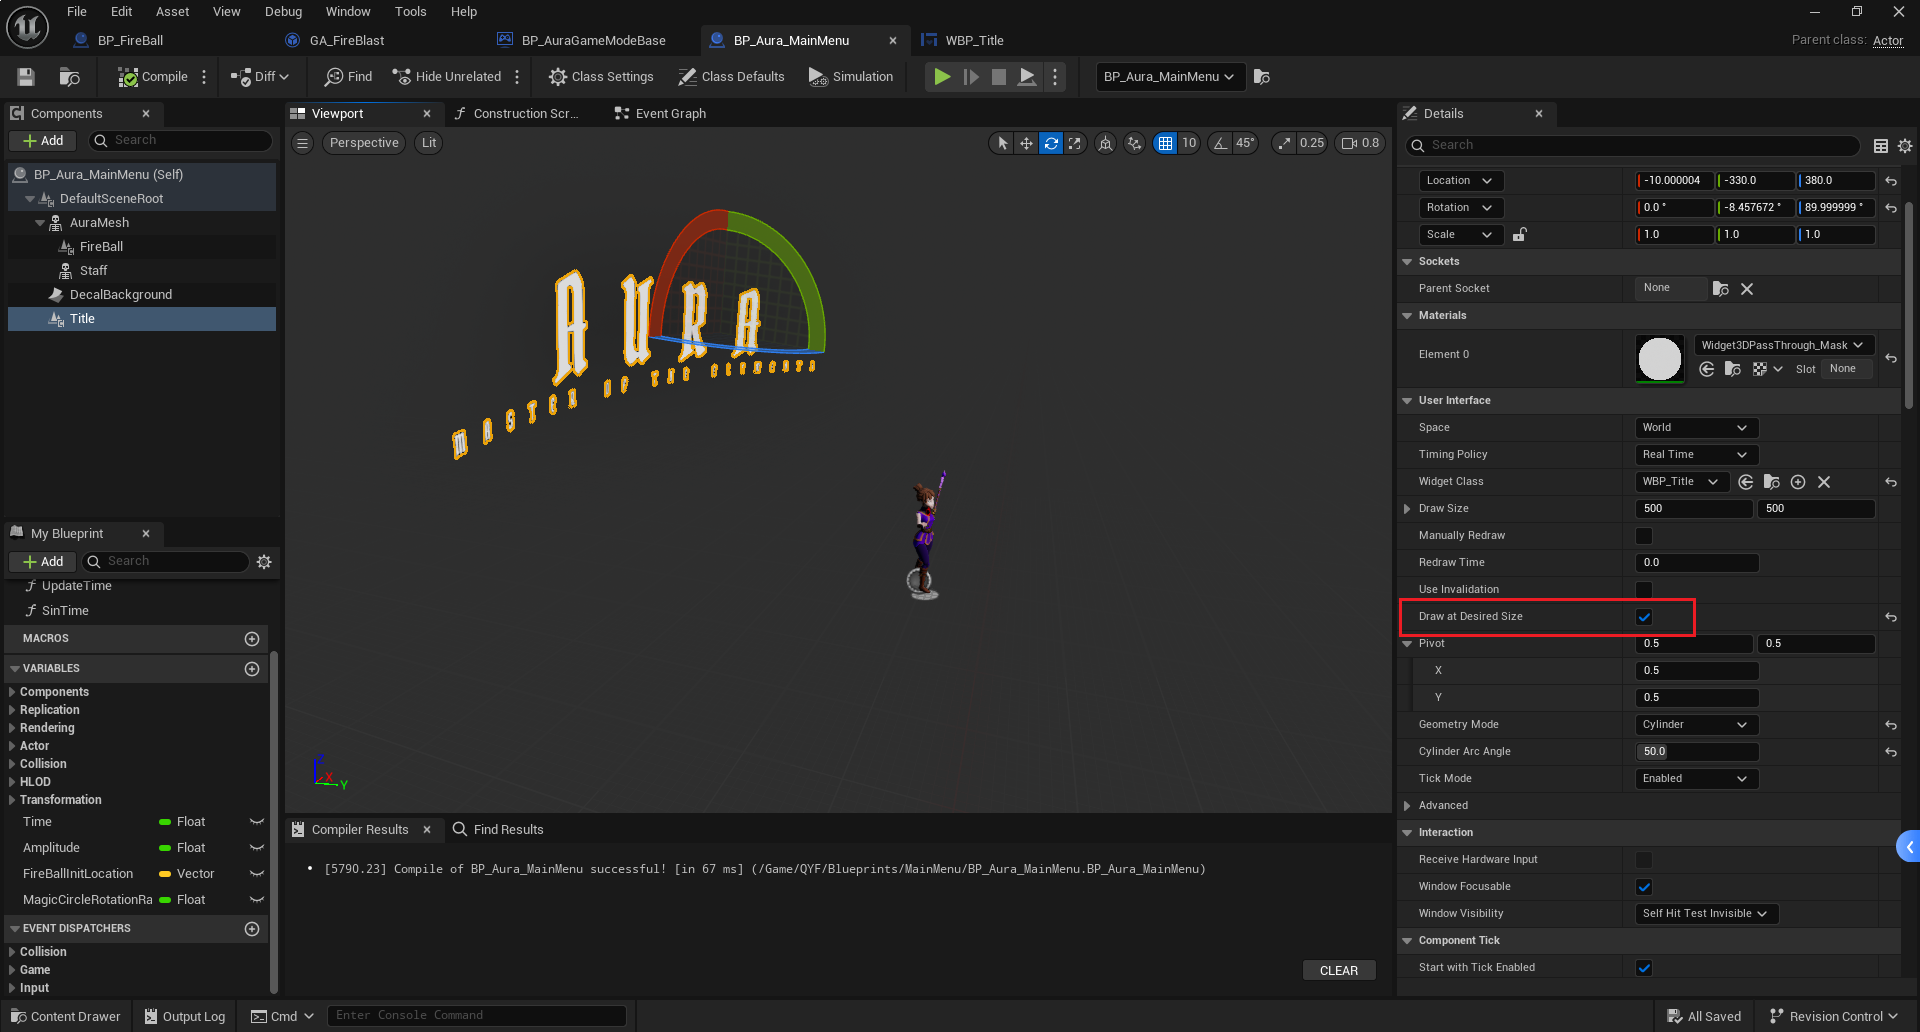 File Edit Asset View Debug Window Tools Help
BP_FireBall GA_FireBlast BP_AuraGameModeBase BP_Aura_MainMenu WBP_Title Parent class: Actor
Compile Diff Find Hide Unrelated Class Settings Class Defaults Simulation BP_Aura_MainMenu
Components
Add Search
BP_Aura_MainMenu (Self)
DefaultSceneRoot
AuraMesh
FireBall
Staff
DecalBackground
Title
My Blueprint
Add Search
UpdateTime
SinTime
MACROS
VARIABLES
Components
Replication
Rendering
Actor
Collision
HLOD
Transformation
Time Float
Amplitude Float
FireBallInitLocation Vector
MagicCircleRotationRa Float
EVENT DISPATCHERS
Collision
Game
Input
Viewport Construction Scr... Event Graph
Perspective Lit 10 45° 0.25 0.8
AURA
MASTER OF THE ELEMENTS
Z
X
Y
Compiler Results Find Results
• [5790.23] Compile of BP_Aura_MainMenu successful! [in 67 ms] (/Game/QYF/Blueprints/MainMenu/BP_Aura_MainMenu.BP_Aura_MainMenu)
CLEAR
Details
Search
Location -10.000004 -330.0 380.0
Rotation 0.0 ° -8.457672 ° 89.999999 °
Scale 1.0 1.0 1.0
Sockets
Parent Socket None
Materials
Element 0 Widget3DPassThrough_Mask
Slot None
User Interface
Space World
Timing Policy Real Time
Widget Class WBP_Title
Draw Size 500 500
Manually Redraw
Redraw Time 0.0
Use Invalidation
Draw at Desired Size
Pivot 0.5 0.5
X 0.5
Y 0.5
Geometry Mode Cylinder
Cylinder Arc Angle 50.0
Tick Mode Enabled
Advanced
Interaction
Receive Hardware Input
Window Focusable
Window Visibility Self Hit Test Invisible
Component Tick
Start with Tick Enabled
Content Drawer Output Log Cmd Enter Console Command All Saved Revision Control